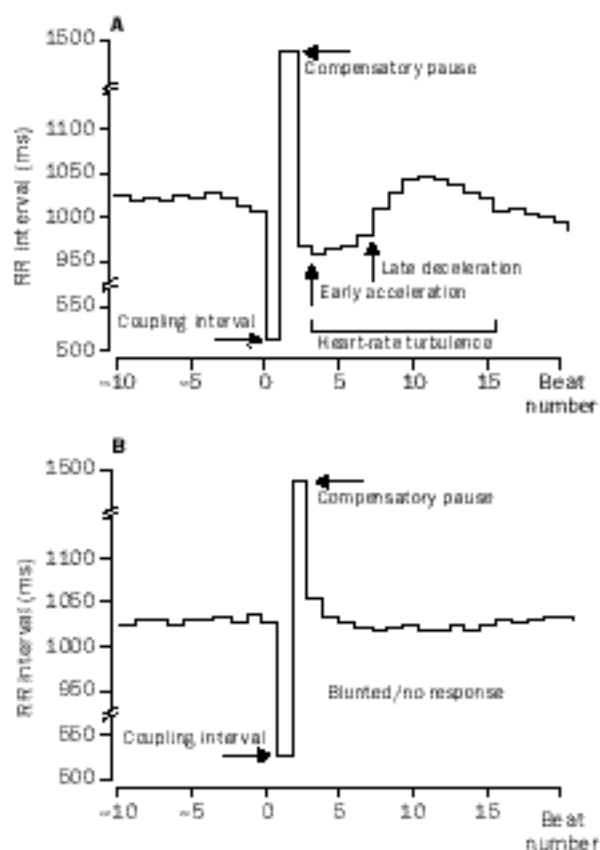 A
1500
Compensatory pause
1100
1050
1000
950
RR interval (ms)
Late deceleration
Early acceleration
550
Coupling interval
500
Heart-rate turbulence
~10 ~5 0 5 10 15 Beat number
B
1500
Compensatory pause
1100
1050
1000
950
RR interval (ms)
Blunted/no response
550
Coupling interval
500
~10 ~5 0 5 10 15 Beat number